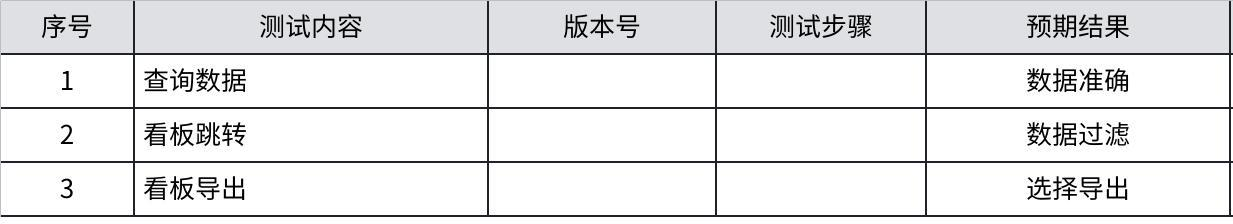 序号 测试内容 版本号 测试步骤 预期结果
1 查询数据 数据准确
2 看板跳转 数据过滤
3 看板导出 选择导出